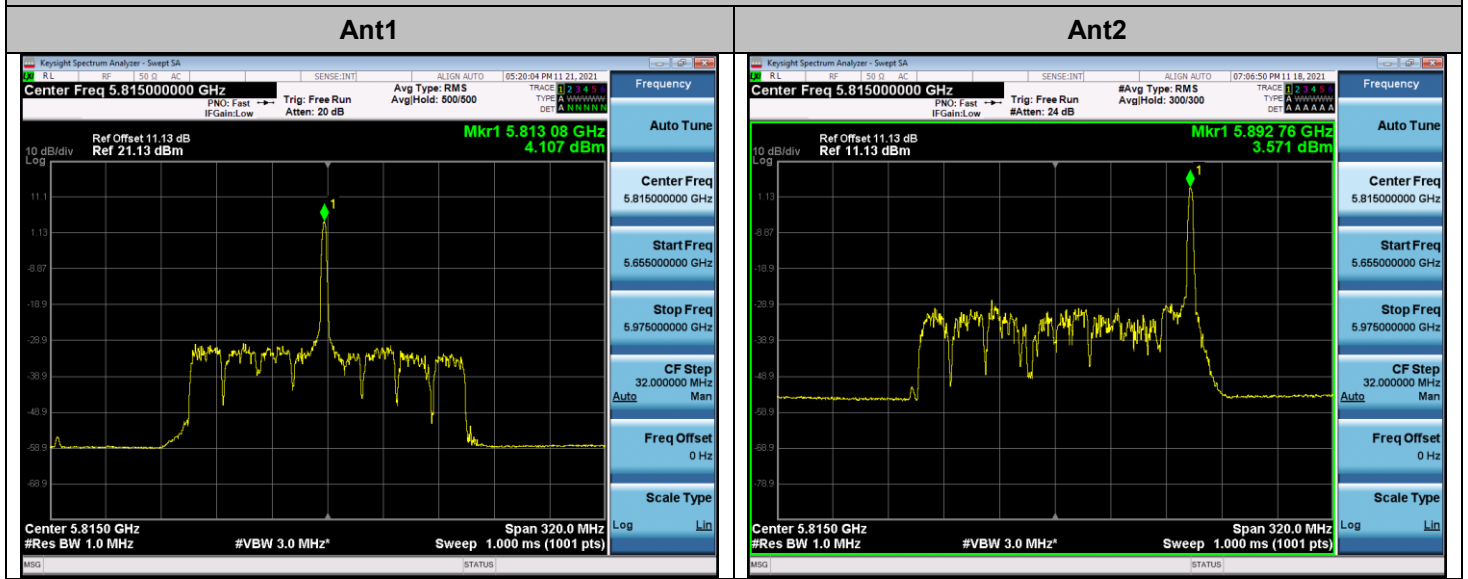 Ant1
Ant2
Keysight Spectrum Analyzer - Swept SA
LXI RL RF 50 Ω AC SENSE:INT ALIGN AUTO 05:20:04 PM 11 21, 2021
Center Freq 5.815000000 GHz
PNO: Fast
IFGain:Low
Trig: Free Run
Atten: 20 dB
Avg Type: RMS
Avg|Hold: 500/500
TRACE 1 2 3 4 5 6
TYPE A WWWWW
DET A N N N N N
Mkr1 5.813 08 GHz
4.107 dBm
Ref Offset 11.13 dB
Ref 21.13 dBm
10 dB/div
Log
1
11.1
1.13
-8.87
-18.9
-28.9
-38.9
-48.9
-58.9
-68.9
Center 5.8150 GHz
Span 320.0 MHz
#Res BW 1.0 MHz
#VBW 3.0 MHz*
Sweep 1.000 ms (1001 pts)
MSG
STATUS
Frequency
Auto Tune
Center Freq
5.815000000 GHz
Start Freq
5.655000000 GHz
Stop Freq
5.975000000 GHz
CF Step
32.000000 MHz
Auto Man
Freq Offset
0 Hz
Scale Type
Log Lin
Keysight Spectrum Analyzer - Swept SA
LXI RL RF 50 Ω AC SENSE:INT ALIGN AUTO 07:06:50 PM 11 18, 2021
Center Freq 5.815000000 GHz
PNO: Fast
IFGain:Low
Trig: Free Run
#Atten: 24 dB
#Avg Type: RMS
Avg|Hold: 300/300
TRACE 1 2 3 4 5 6
TYPE A WWWWW
DET A A A A A A
Mkr1 5.892 76 GHz
3.571 dBm
Ref Offset 11.13 dB
Ref 11.13 dBm
10 dB/div
Log
1
1.13
-8.87
-18.9
-28.9
-38.9
-48.9
-58.9
-68.9
-78.9
Center 5.8150 GHz
Span 320.0 MHz
#Res BW 1.0 MHz
#VBW 3.0 MHz*
Sweep 1.000 ms (1001 pts)
MSG
STATUS
Frequency
Auto Tune
Center Freq
5.815000000 GHz
Start Freq
5.655000000 GHz
Stop Freq
5.975000000 GHz
CF Step
32.000000 MHz
Auto Man
Freq Offset
0 Hz
Scale Type
Log Lin